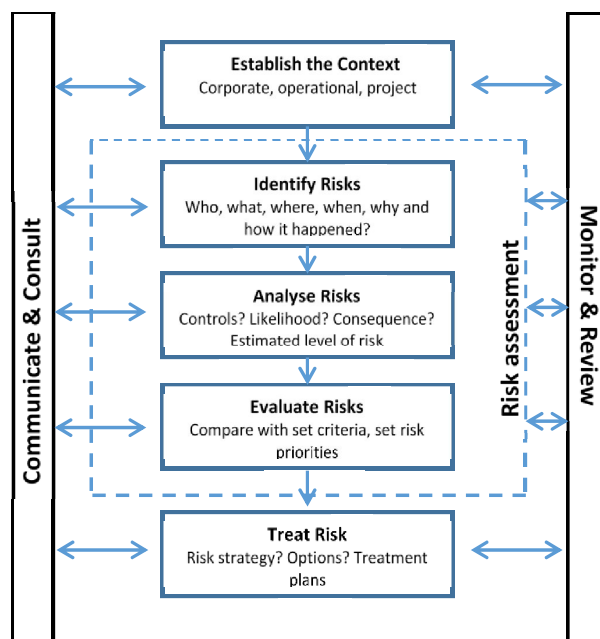 Establish the Context
Corporate, operational, project
Identify Risks
Who, what, where, when, why and
how it happened?
Analyse Risks
Controls? Likelihood? Consequence?
Estimated level of risk
Evaluate Risks
Compare with set criteria, set risk
priorities
Treat Risk
Risk strategy? Options? Treatment
plans
Communicate & Consult
Risk assessment
Monitor & Review